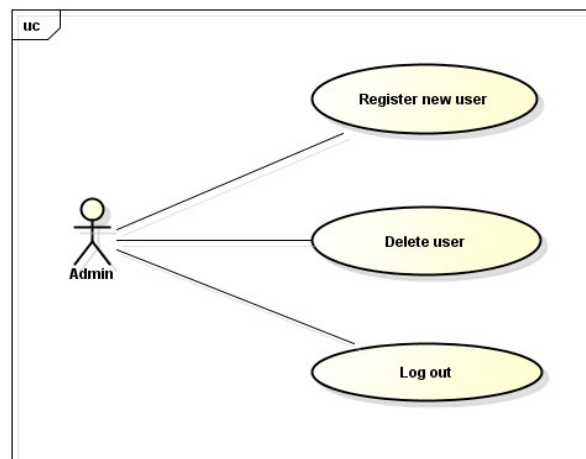 uc
Register new user
Delete user
Admin
Log out